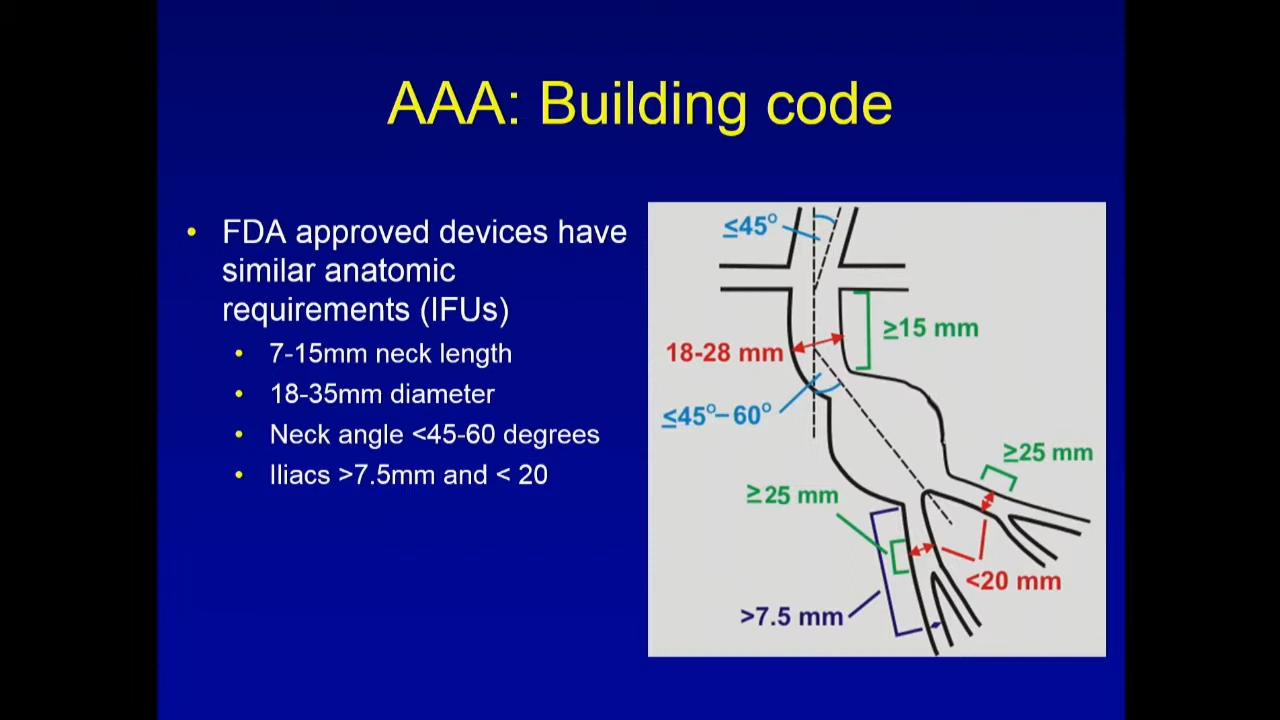 AAA: Building code
• FDA approved devices have
similar anatomic
requirements (IFUs)
• 7-15mm neck length
• 18-35mm diameter
• Neck angle <45-60 degrees
• Iliacs >7.5mm and < 20
≤45°
≥15 mm
18-28 mm
≤45°–60°
≥25 mm
≥25 mm
<20 mm
>7.5 mm